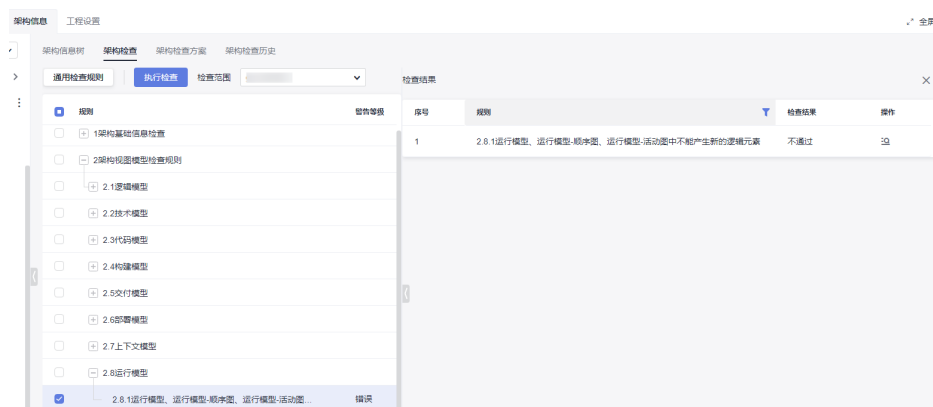 架构信息 工程设置 全屏
架构信息树 架构检查 架构检查方案 架构检查历史
通用检查规则 执行检查 检查范围 检查结果
规则 警告等级 序号 规则 检查结果 操作
1架构基础信息检查 1 2.8.1运行模型、运行模型-顺序图、运行模型-活动图中不能产生新的逻辑元素 不通过
2架构视图模型检查规则
2.1逻辑模型
2.2技术模型
2.3代码模型
2.4构建模型
2.5交付模型
2.6部署模型
2.7上下文模型
2.8运行模型
2.8.1运行模型、运行模型-顺序图、运行模型-活动图... 错误